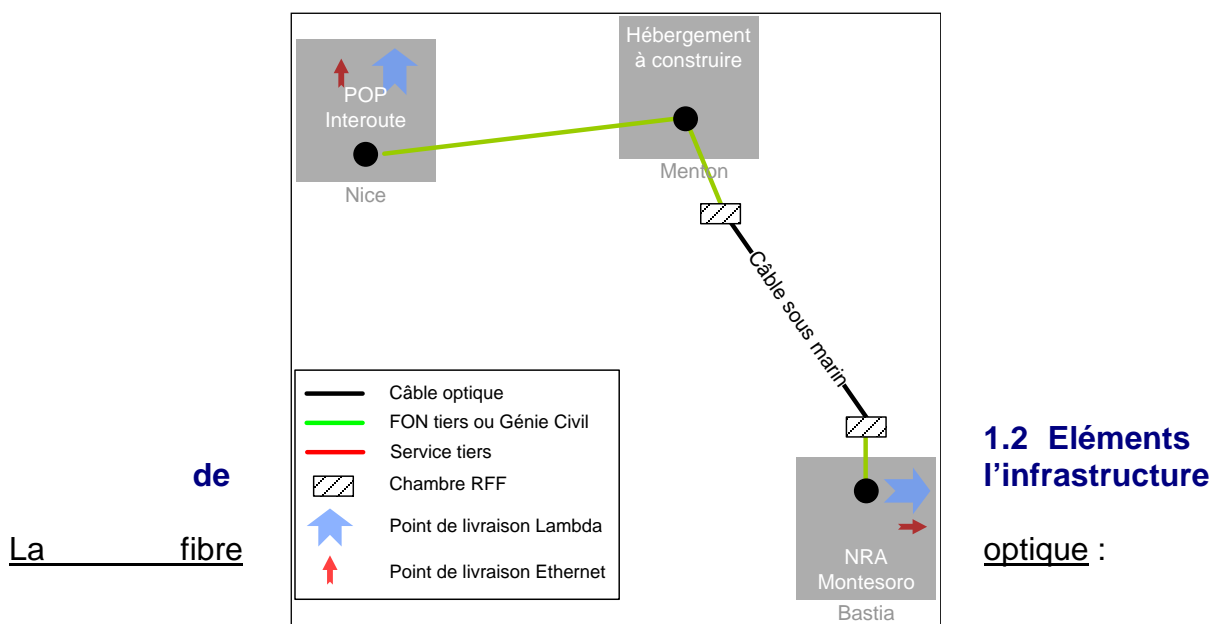 Hébergement
à construire
POP
Interoute
Menton
Nice
Câble sous marin
Câble optique
FON tiers ou Génie Civil
Service tiers
Chambre RFF
Point de livraison Lambda
Point de livraison Ethernet
NRA
Montesoro
Bastia
1.2 Eléments
de l’infrastructure
La fibre optique :